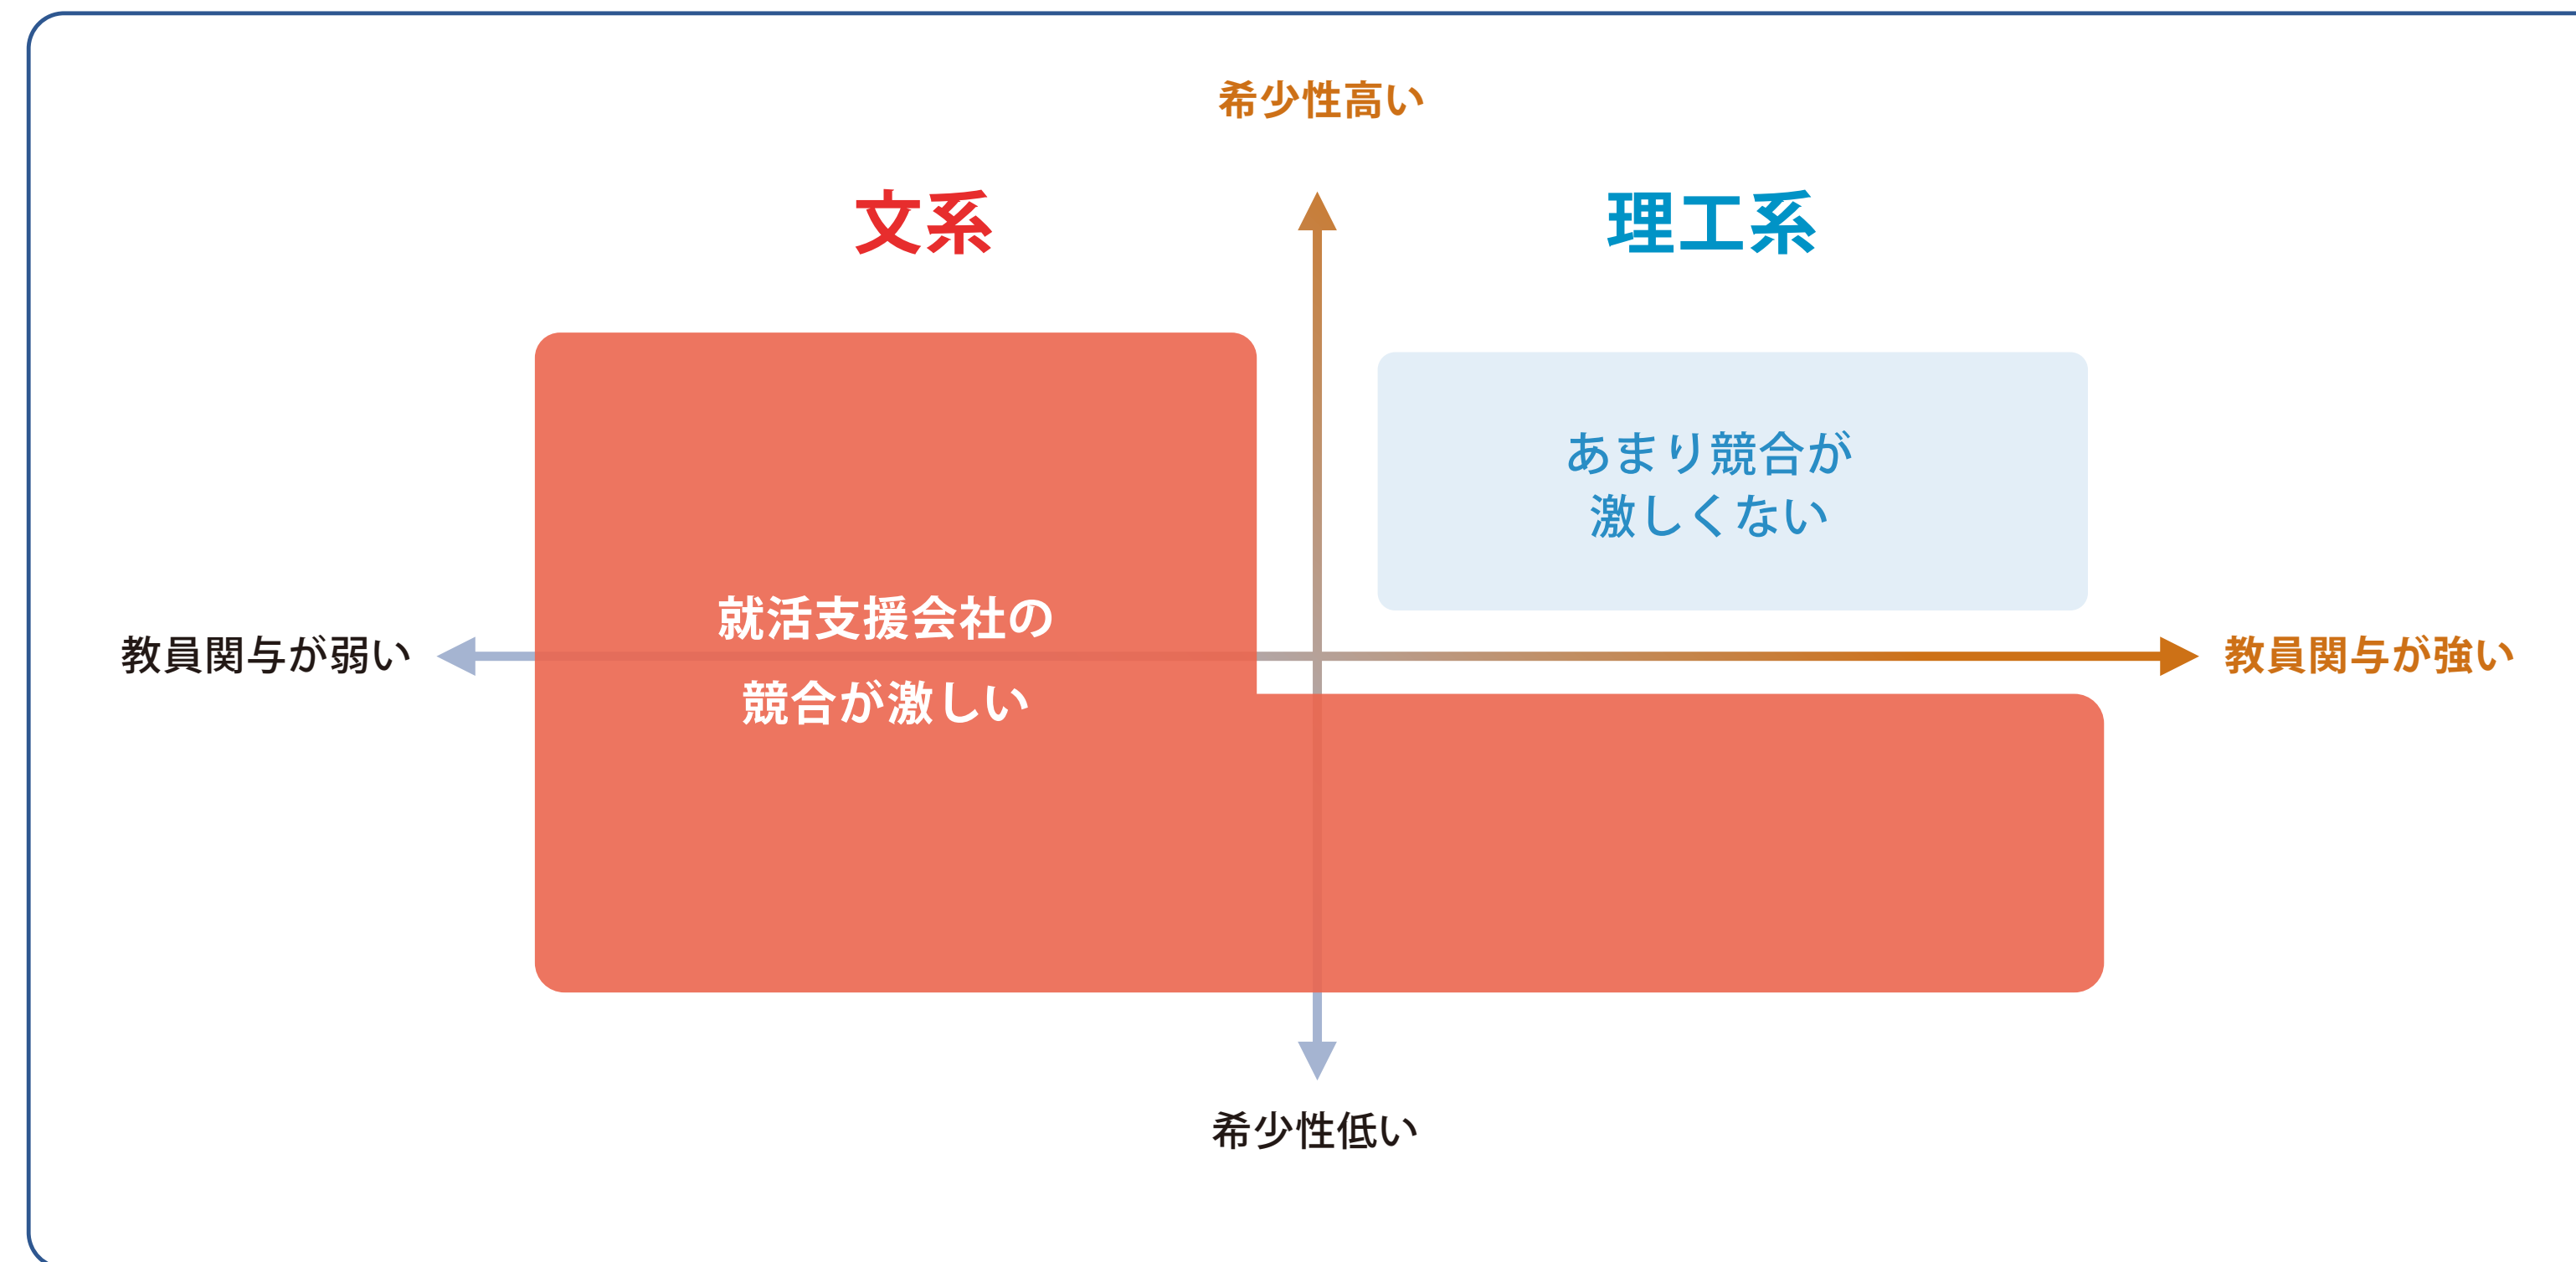 希少性高い
文系
理工系
あまり競合が
激しくない
就活支援会社の
競合が激しい
教員関与が弱い
教員関与が強い
希少性低い